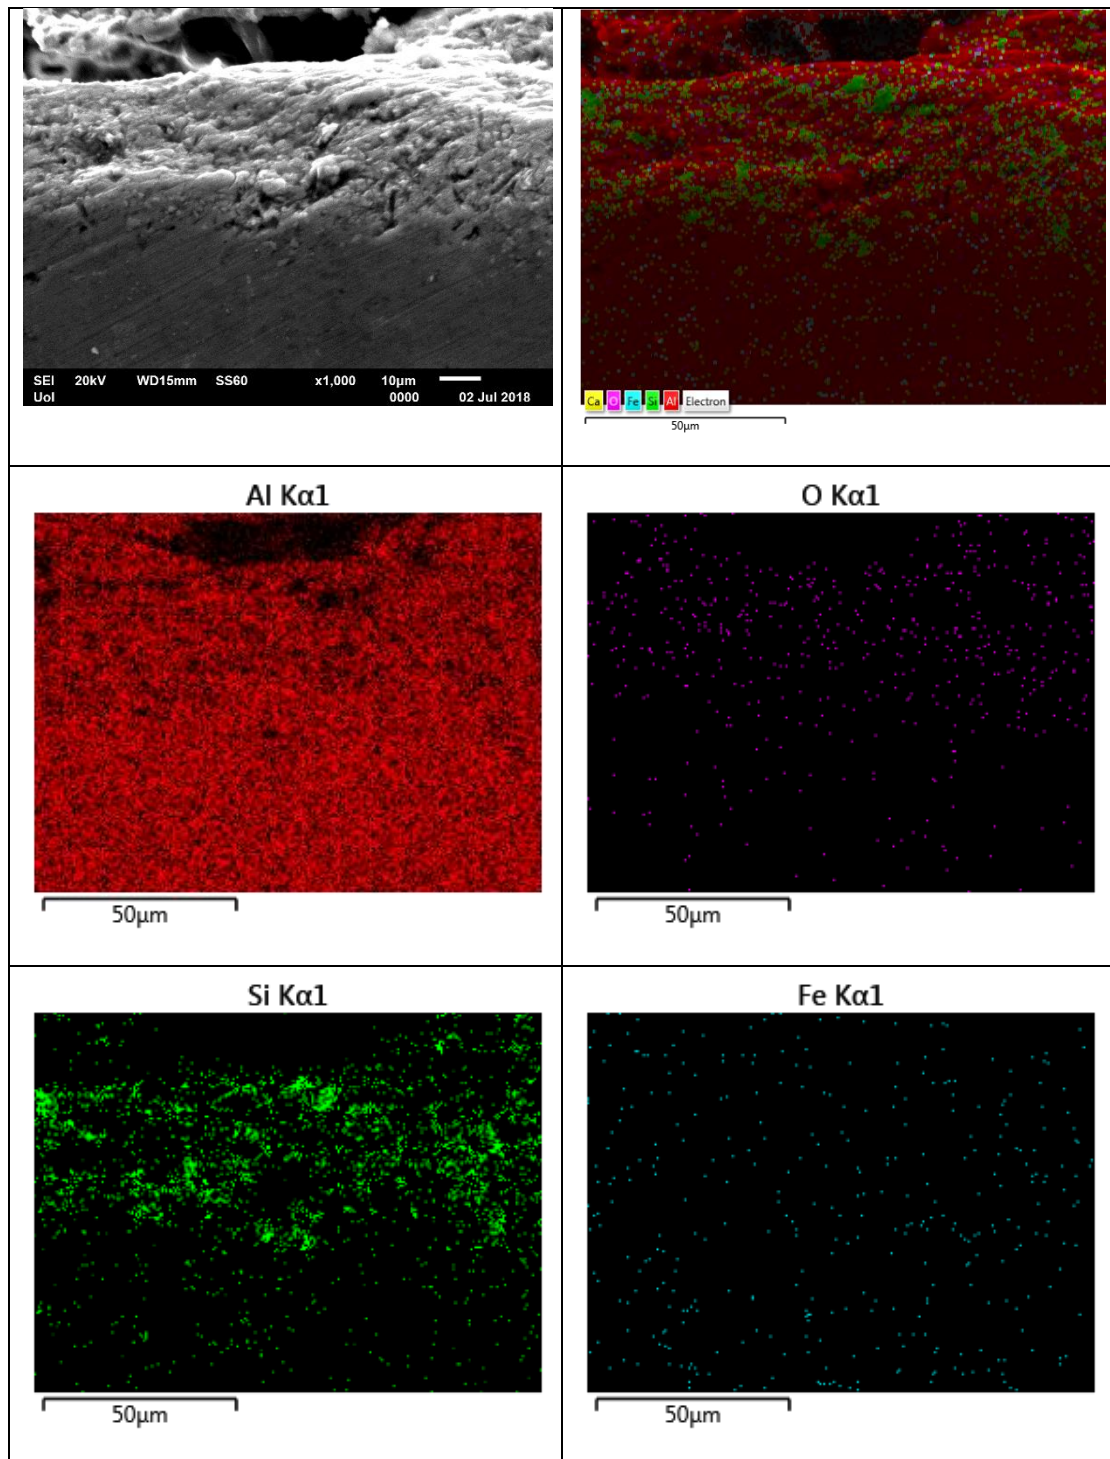 SEI 20kV WD15mm SS60 x1,000 10µm
UoI 0000 02 Jul 2018
Ca O Fe Si Al Electron
50µm
Al Kα1
50µm
O Kα1
50µm
Si Kα1
50µm
Fe Kα1
50µm